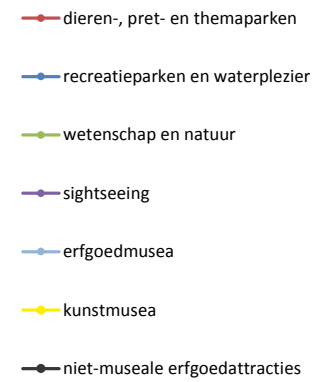 dieren-, pret- en themaparken
recreatieparken en waterplezier
wetenschap en natuur
sightseeing
erfgoedmusea
kunstmusea
niet-museale erfgoedattracties